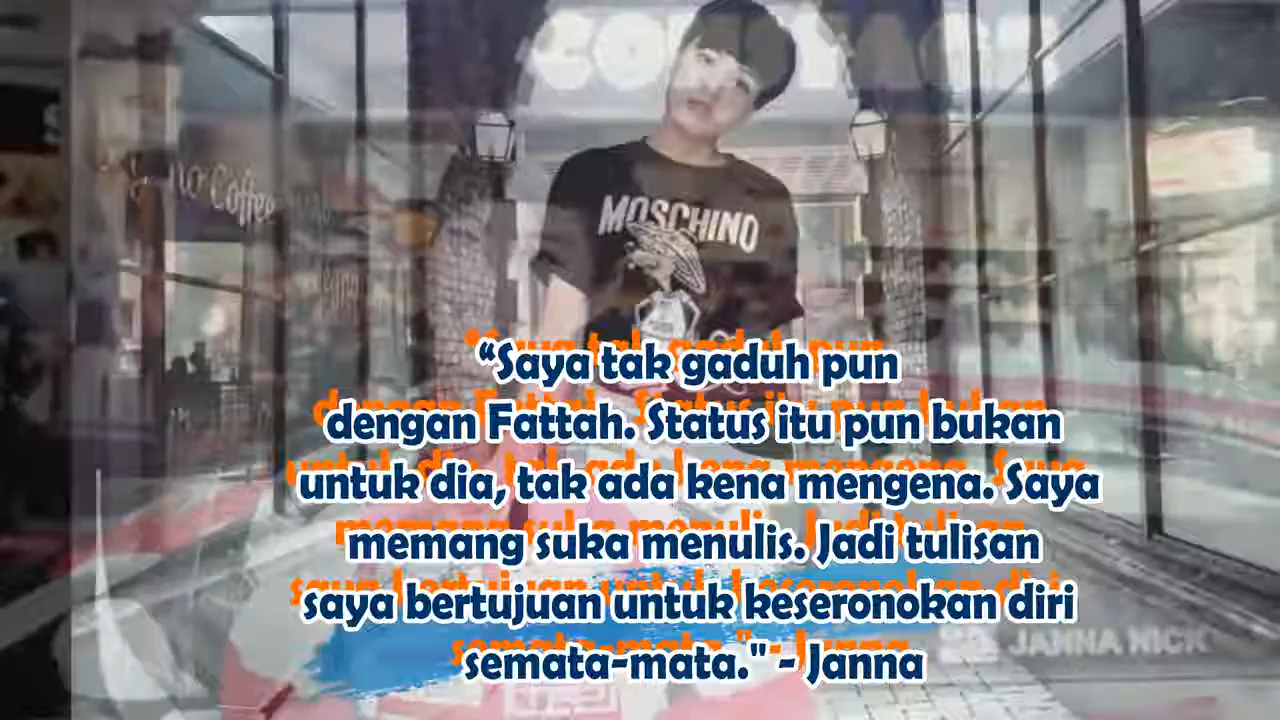 Coffee
MOSCHINO
“Saya tak gaduh pun
dengan Fattah. Status itu pun bukan
untuk dia, tak ada kena mengena. Saya
memang suka menulis. Jadi tulisan
saya bertujuan untuk keseronokan diri
semata-mata." - Janna
JANNA NICK